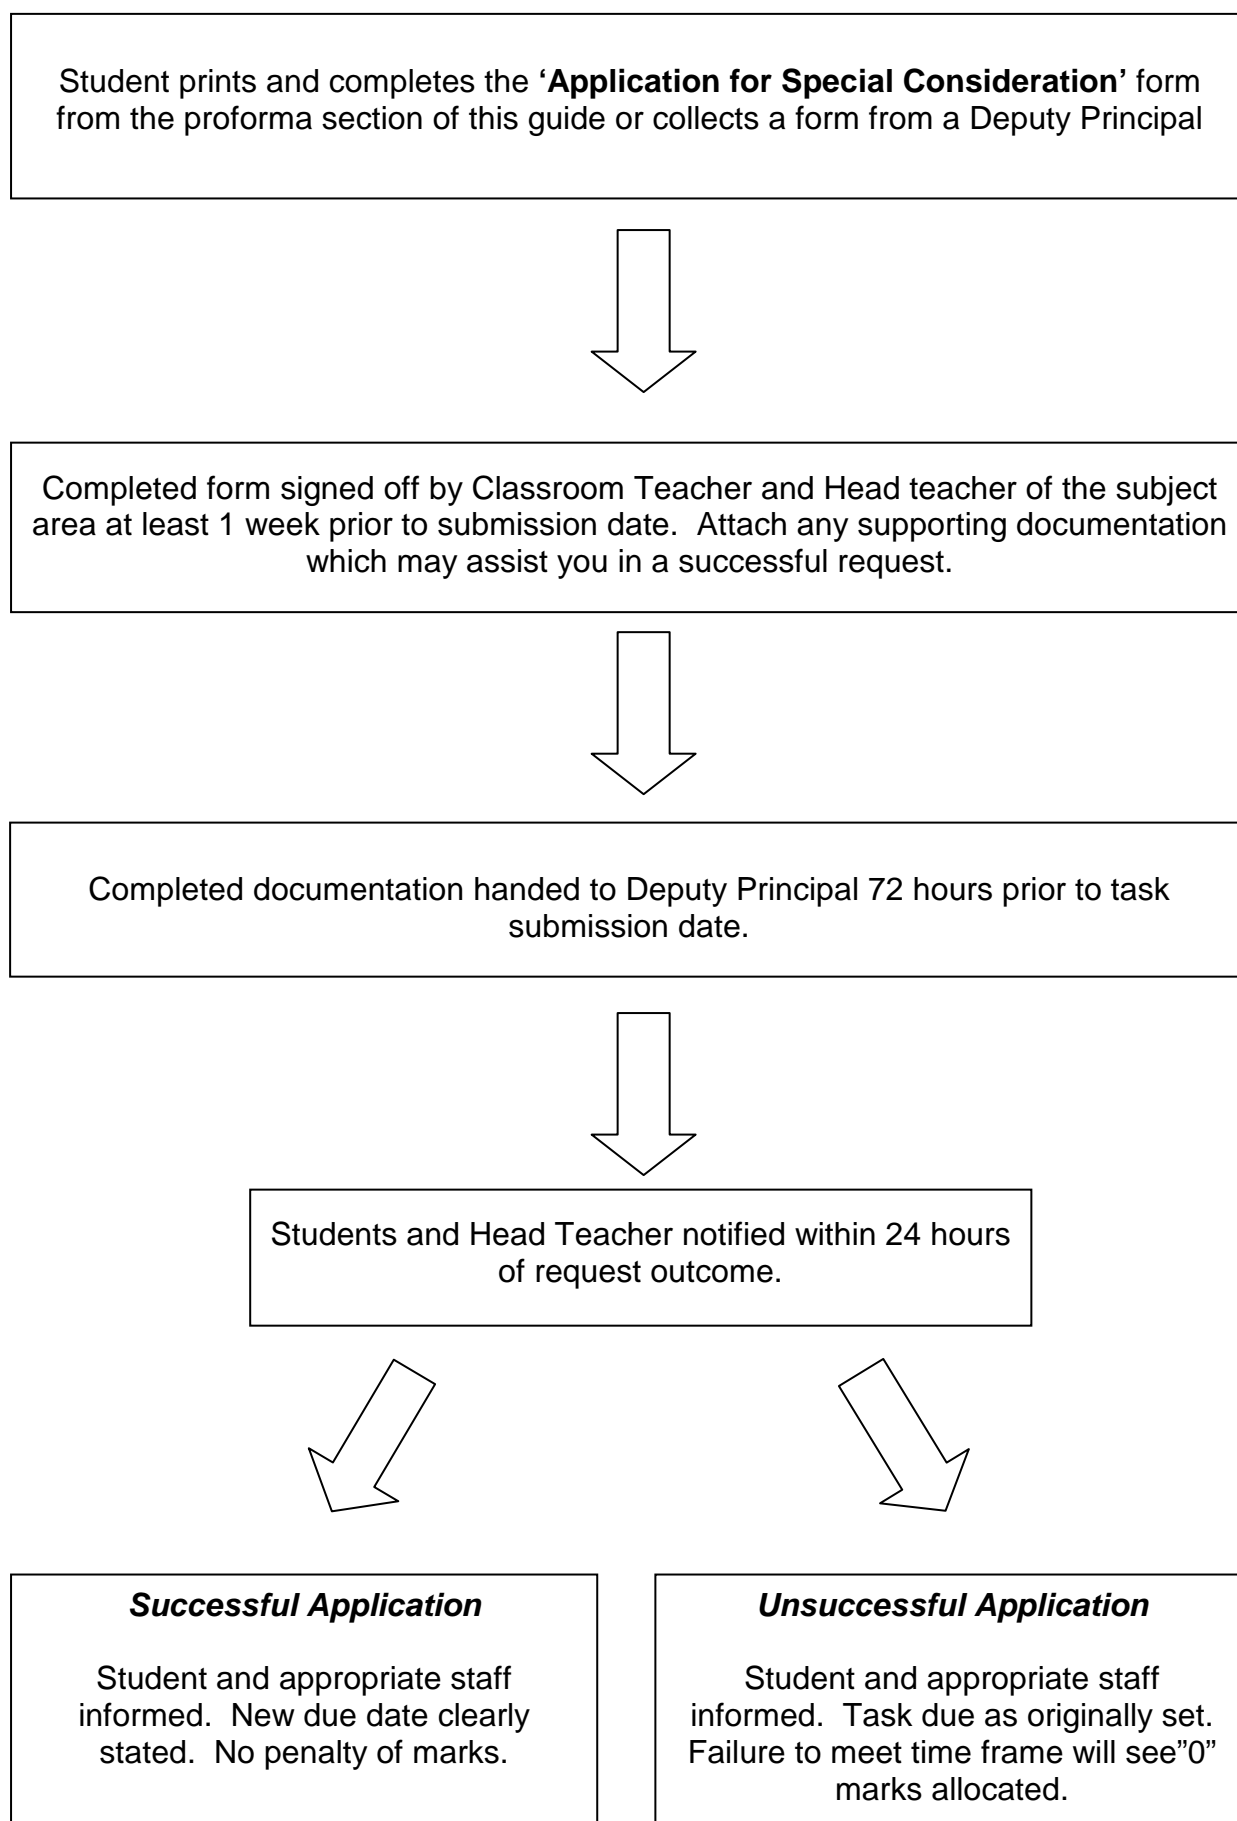 Student prints and completes the ‘Application for Special Consideration’ form
from the proforma section of this guide or collects a form from a Deputy Principal
Completed form signed off by Classroom Teacher and Head teacher of the subject
area at least 1 week prior to submission date.  Attach any supporting documentation
which may assist you in a successful request.
Completed documentation handed to Deputy Principal 72 hours prior to task
submission date.
Students and Head Teacher notified within 24 hours
of request outcome.
Successful Application
Student and appropriate staff
informed.  New due date clearly
stated.  No penalty of marks.
Unsuccessful Application
Student and appropriate staff
informed.  Task due as originally set.
Failure to meet time frame will see”0”
marks allocated.